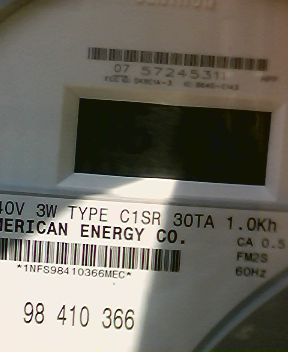 07 57245311
40V 3W TYPE C1SR 30TA 1.0Kh
MERICAN ENERGY CO.
CA 0.5
FM2S
60Hz
*1NFS98410366MEC*
98 410 366